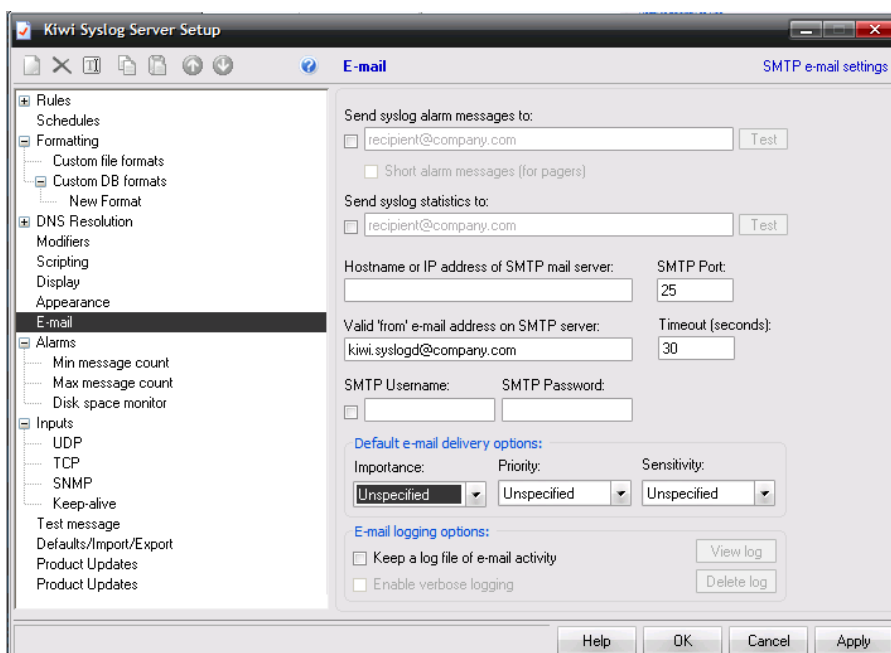 Kiwi Syslog Server Setup
E-mail
SMTP e-mail settings
Rules
Schedules
Formatting
Custom file formats
Custom DB formats
New Format
DNS Resolution
Modifiers
Scripting
Display
Appearance
E-mail
Alarms
Min message count
Max message count
Disk space monitor
Inputs
UDP
TCP
SNMP
Keep-alive
Test message
Defaults/Import/Export
Product Updates
Product Updates
Send syslog alarm messages to:
recipient@company.com Test
Short alarm messages (for pagers)
Send syslog statistics to:
recipient@company.com Test
Hostname or IP address of SMTP mail server: SMTP Port:
25
Valid 'from' e-mail address on SMTP server: Timeout (seconds):
kiwi.syslogd@company.com 30
SMTP Username: SMTP Password:
Default e-mail delivery options:
Importance: Priority: Sensitivity:
Unspecified Unspecified Unspecified
E-mail logging options:
Keep a log file of e-mail activity View log
Enable verbose logging Delete log
Help OK Cancel Apply